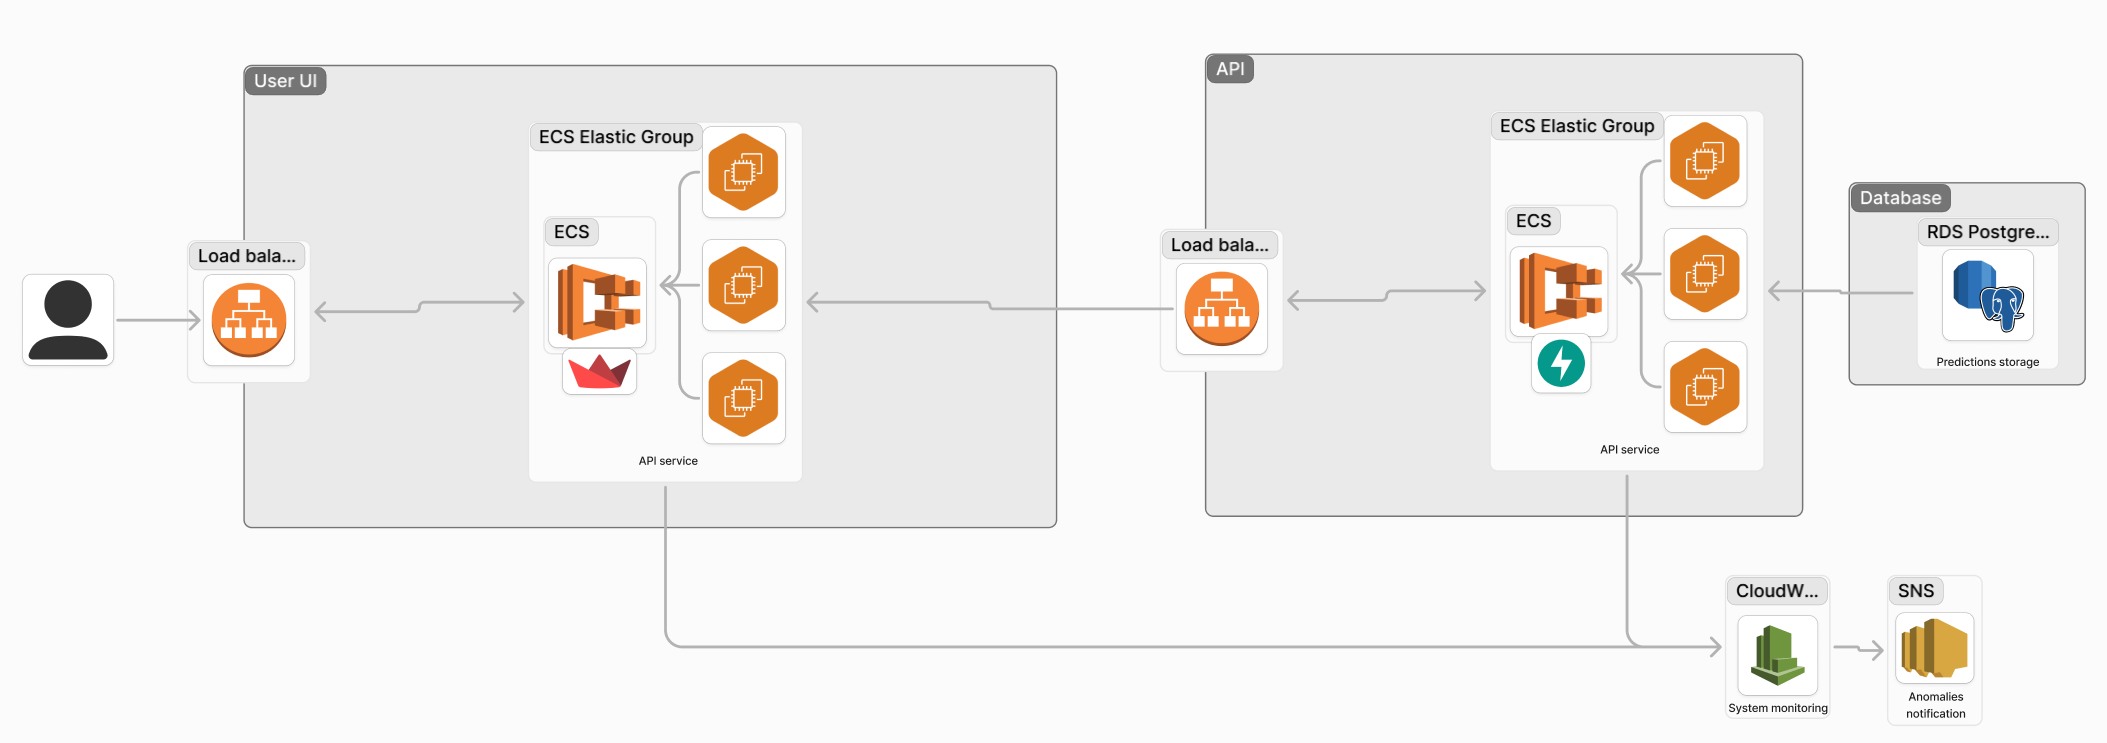 User UI
ECS Elastic Group
ECS
Load bala...
API service
API
ECS Elastic Group
ECS
Load bala...
API service
Database
RDS Postgre...
Predictions storage
CloudW...
System monitoring
SNS
Anomalies
notification